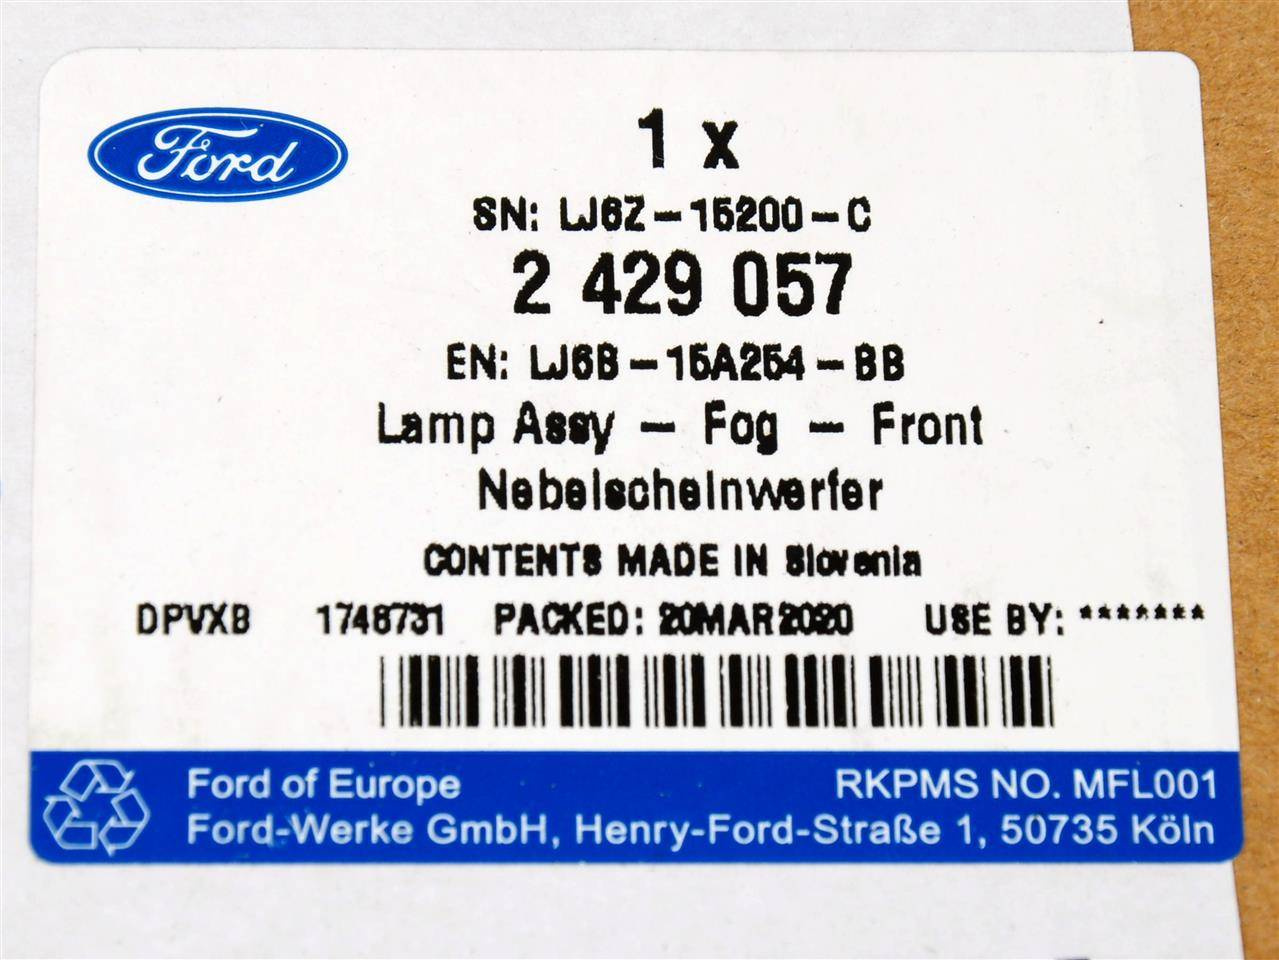 Ford
1 x
SN: LJ6Z-15200-C
2 429 057
EN: LJ6B-15A254-BB
Lamp Assy - Fog - Front
Nebelscheinwerfer
CONTENTS MADE IN Slovenia
DPVXB 1746731 PACKED: 20MAR2020 USE BY: *******
Ford of Europe RKPMS NO. MFL001
Ford-Werke GmbH, Henry-Ford-Straße 1, 50735 Köln